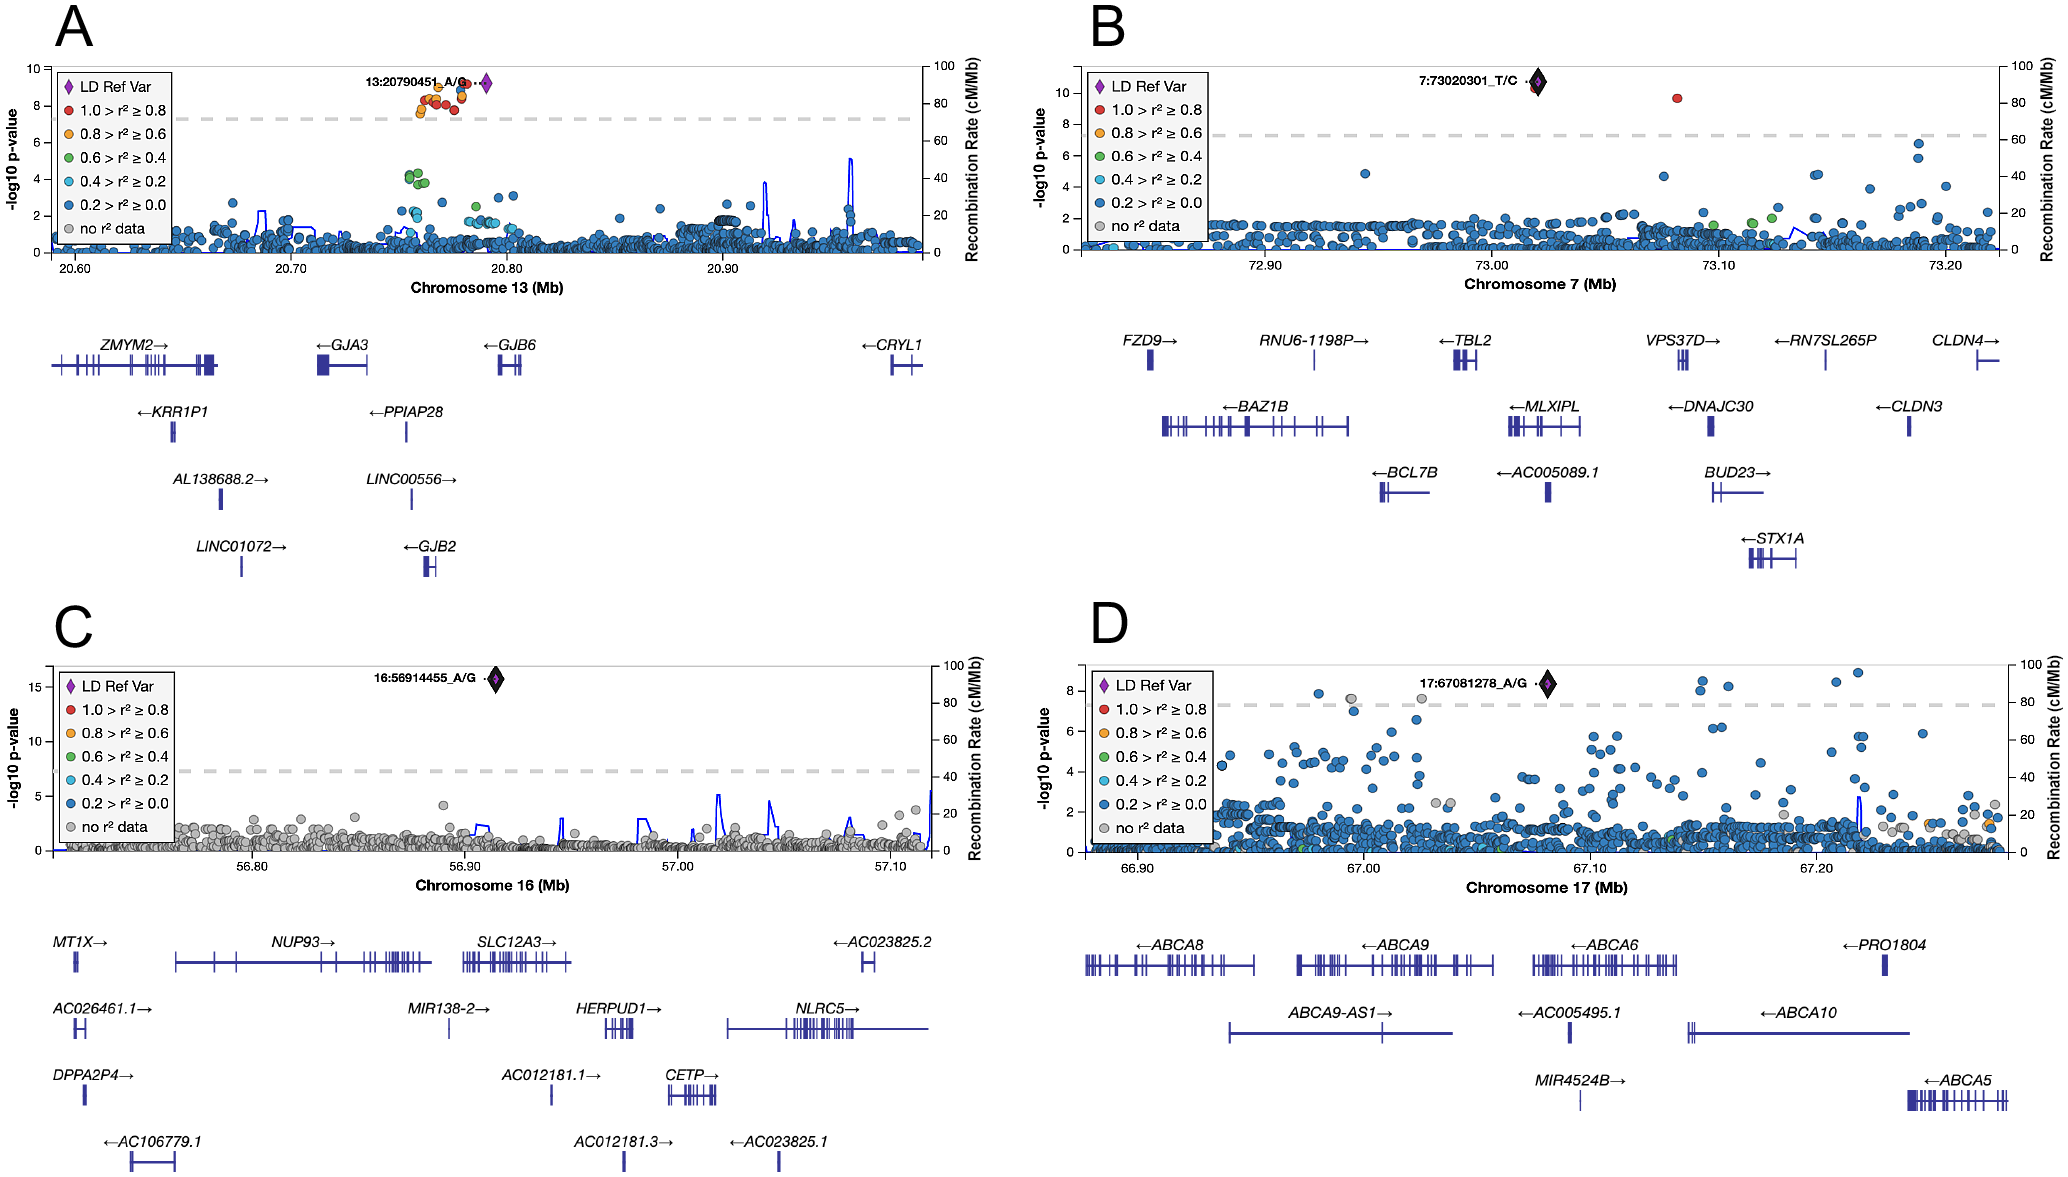 A
10
8
6
4
2
0
-log10 p-value
LD Ref Var
1.0 > r² ≥ 0.8
0.8 > r² ≥ 0.6
0.6 > r² ≥ 0.4
0.4 > r² ≥ 0.2
0.2 > r² ≥ 0.0
no r² data
13:20790451_A/G
100
80
60
40
20
0
Recombination Rate (cM/Mb)
20.60 20.70 20.80 20.90
Chromosome 13 (Mb)
ZMYM2→ ←GJA3 ←GJB6 ←CRYL1
←KRR1P1 ←PPIAP28
AL138688.2→ LINC00556→
LINC01072→ ←GJB2
B
10
8
6
4
2
0
-log10 p-value
LD Ref Var
1.0 > r² ≥ 0.8
0.8 > r² ≥ 0.6
0.6 > r² ≥ 0.4
0.4 > r² ≥ 0.2
0.2 > r² ≥ 0.0
no r² data
7:73020301_T/C
100
80
60
40
20
0
Recombination Rate (cM/Mb)
72.90 73.00 73.10 73.20
Chromosome 7 (Mb)
FZD9→ RNU6-1198P→ ←TBL2 VPS37D→ ←RN7SL265P CLDN4→
←BAZ1B ←MLXIPL ←DNAJC30 ←CLDN3
←BCL7B ←AC005089.1 BUD23→
←STX1A
C
15
10
5
0
-log10 p-value
LD Ref Var
1.0 > r² ≥ 0.8
0.8 > r² ≥ 0.6
0.6 > r² ≥ 0.4
0.4 > r² ≥ 0.2
0.2 > r² ≥ 0.0
no r² data
16:56914455_A/G
100
80
60
40
20
0
Recombination Rate (cM/Mb)
56.80 56.90 57.00 57.10
Chromosome 16 (Mb)
MT1X→ NUP93→ SLC12A3→ ←AC023825.2
AC026461.1→ MIR138-2→ HERPUD1→ NLRC5→
DPPA2P4→ AC012181.1→ CETP→
←AC106779.1 AC012181.3→ ←AC023825.1
D
8
6
4
2
0
-log10 p-value
LD Ref Var
1.0 > r² ≥ 0.8
0.8 > r² ≥ 0.6
0.6 > r² ≥ 0.4
0.4 > r² ≥ 0.2
0.2 > r² ≥ 0.0
no r² data
17:67081278_A/G
100
80
60
40
20
0
Recombination Rate (cM/Mb)
66.90 67.00 67.10 67.20
Chromosome 17 (Mb)
←ABCA8 ←ABCA9 ←ABCA6 ←PRO1804
ABCA9-AS1→ ←AC005495.1 ←ABCA10
MIR4524B→ ←ABCA5